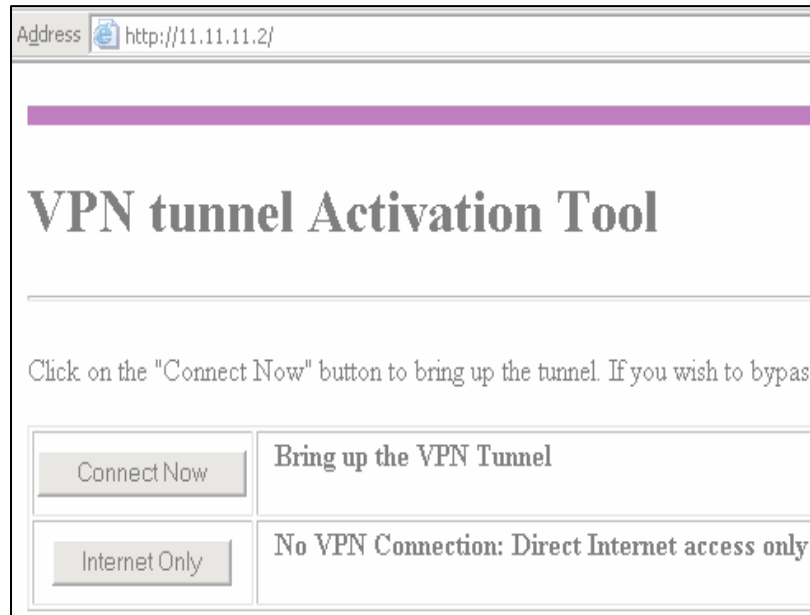 Address http://11.11.11.2/
VPN tunnel Activation Tool
Click on the "Connect Now" button to bring up the tunnel. If you wish to bypas
Connect Now
Bring up the VPN Tunnel
Internet Only
No VPN Connection: Direct Internet access only